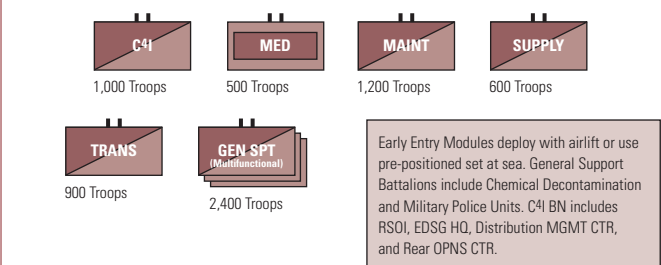 C4I
MED
MAINT
SUPPLY
1,000 Troops
500 Troops
1,200 Troops
600 Troops
TRANS
GEN SPT
(Multifunctional)
900 Troops
2,400 Troops
Early Entry Modules deploy with airlift or use
pre-positioned set at sea. General Support
Battalions include Chemical Decontamination
and Military Police Units. C4I BN includes
RSOI, EDSG HQ, Distribution MGMT CTR,
and Rear OPNS CTR.